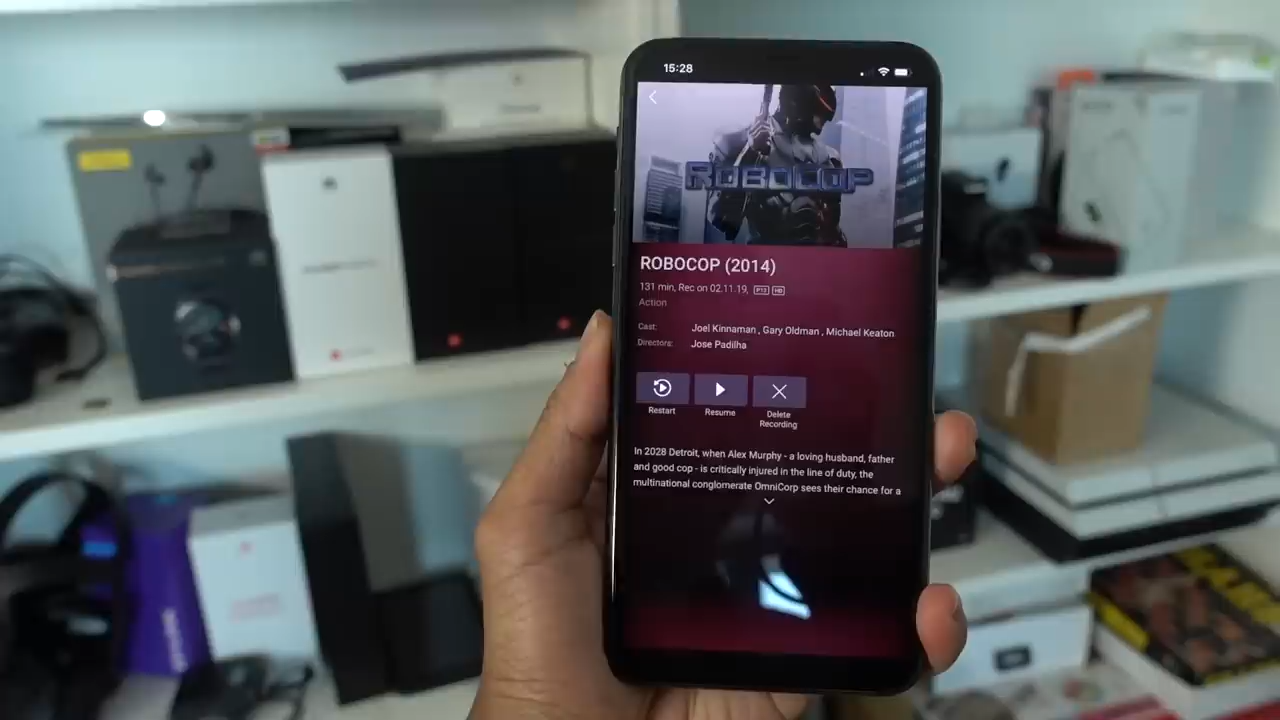 15:28
ROBOCOP
ROBOCOP (2014)
131 min, Rec on 02.11.19, P12 HD
Action
Cast: Joel Kinnaman , Gary Oldman , Michael Keaton
Directors: Jose Padilha
Restart
Resume
Delete
Recording
In 2028 Detroit, when Alex Murphy - a loving husband, father
and good cop - is critically injured in the line of duty, the
multinational conglomerate OmniCorp sees their chance for a